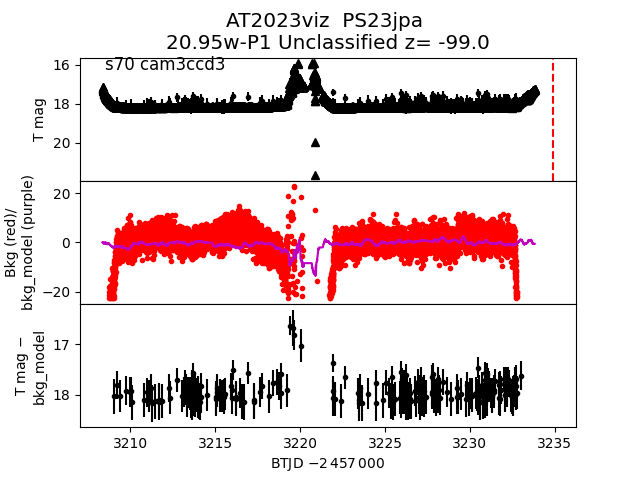 AT2023viz  PS23jpa
20.95w-P1 Unclassified z= -99.0
s70 cam3ccd3
T mag
16
18
20
Bkg (red)/
bkg_model (purple)
20
0
−20
T mag −
bkg_model
17
18
3210 3215 3220 3225 3230 3235
BTJD −2 457 000